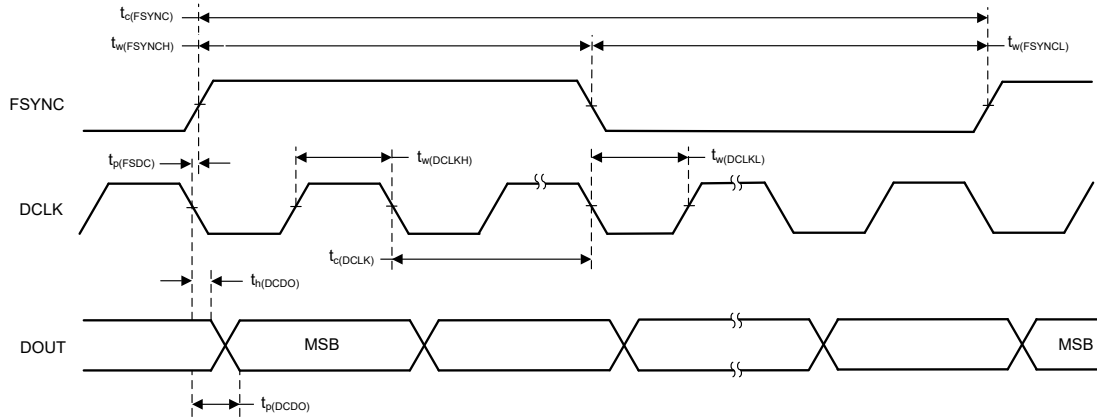 tc(FSYNC)
tw(FSYNCH)
tw(FSYNCL)
FSYNC
tp(FSDC)
tw(DCLKH)
tw(DCLKL)
DCLK
tc(DCLK)
th(DCDO)
DOUT
MSB
MSB
tp(DCDO)